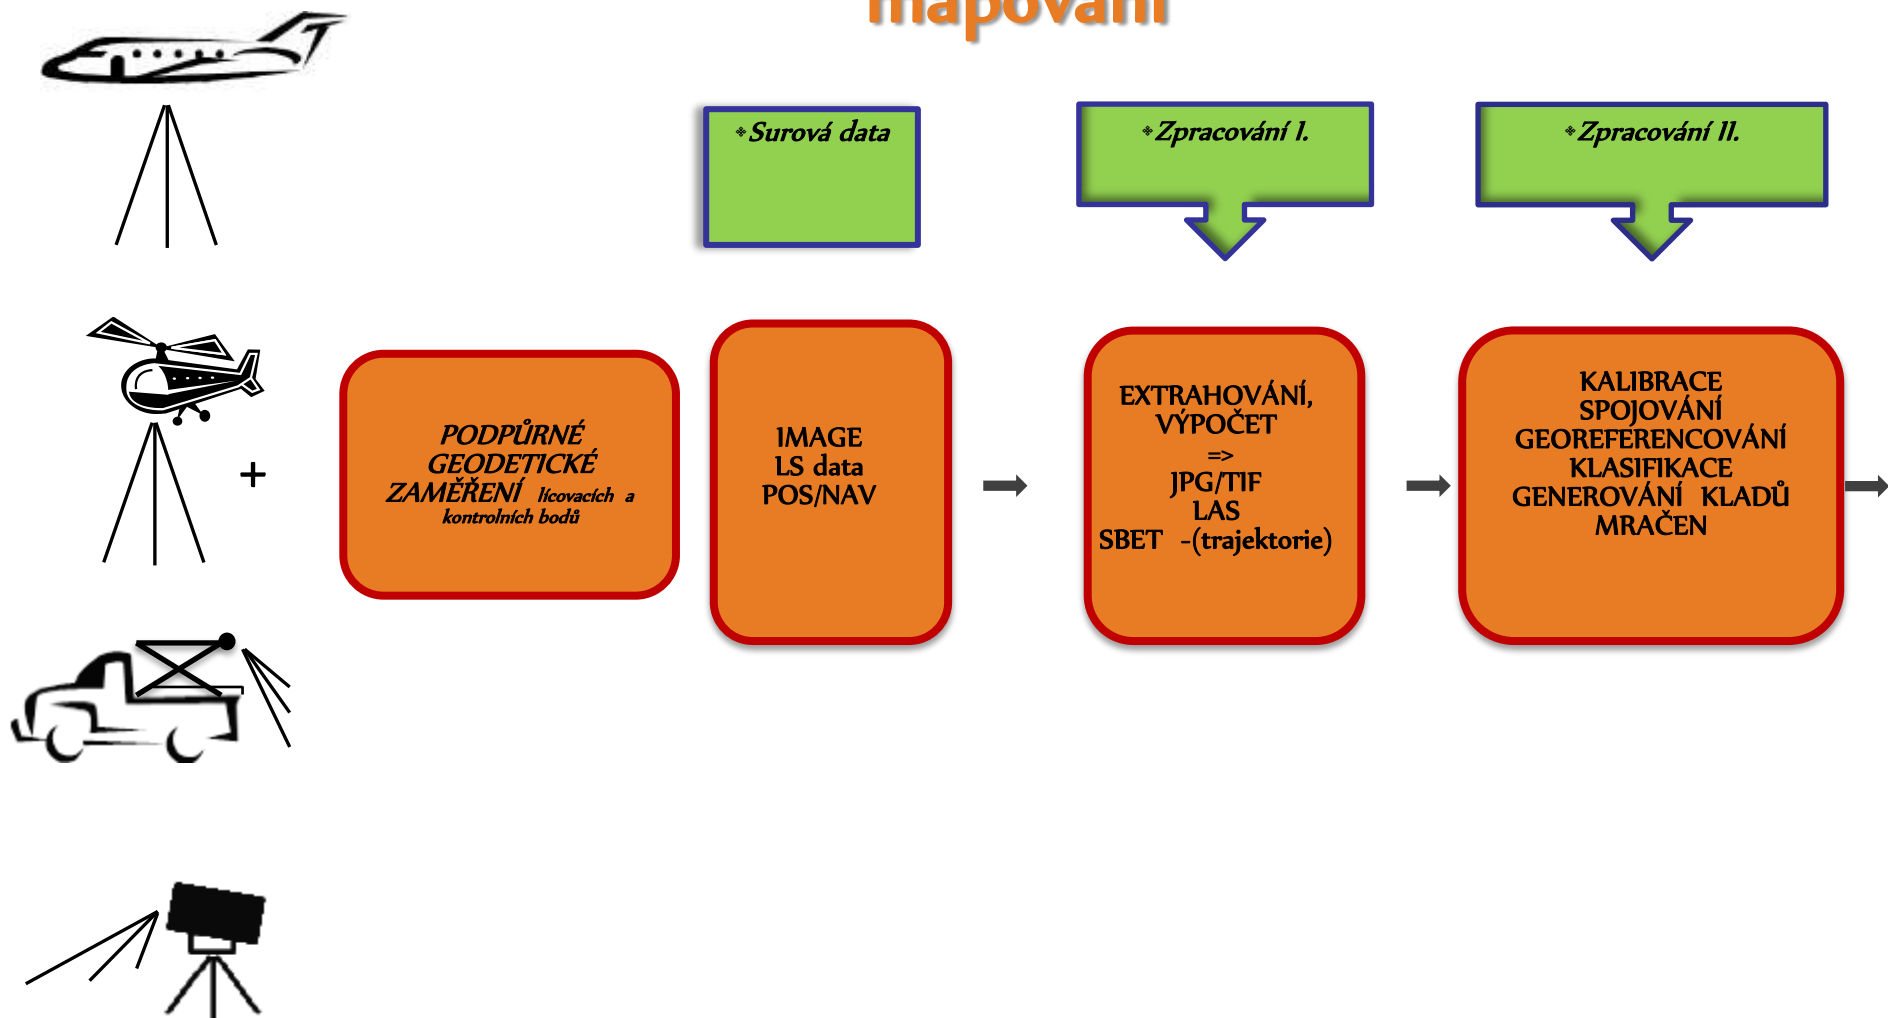 mapování
Surová data
Zpracování I.
Zpracování II.
PODPŮRNÉ
GEODETICKÉ
ZAMĚŘENÍ lícovacích a
kontrolních bodů
+
IMAGE
LS data
POS/NAV
EXTRAHOVÁNÍ,
VÝPOČET
=>
JPG/TIF
LAS
SBET -(trajektorie)
KALIBRACE
SPOJOVÁNÍ
GEOREFERENCOVÁNÍ
KLASIFIKACE
GENEROVÁNÍ KLADŮ
MRAČEN